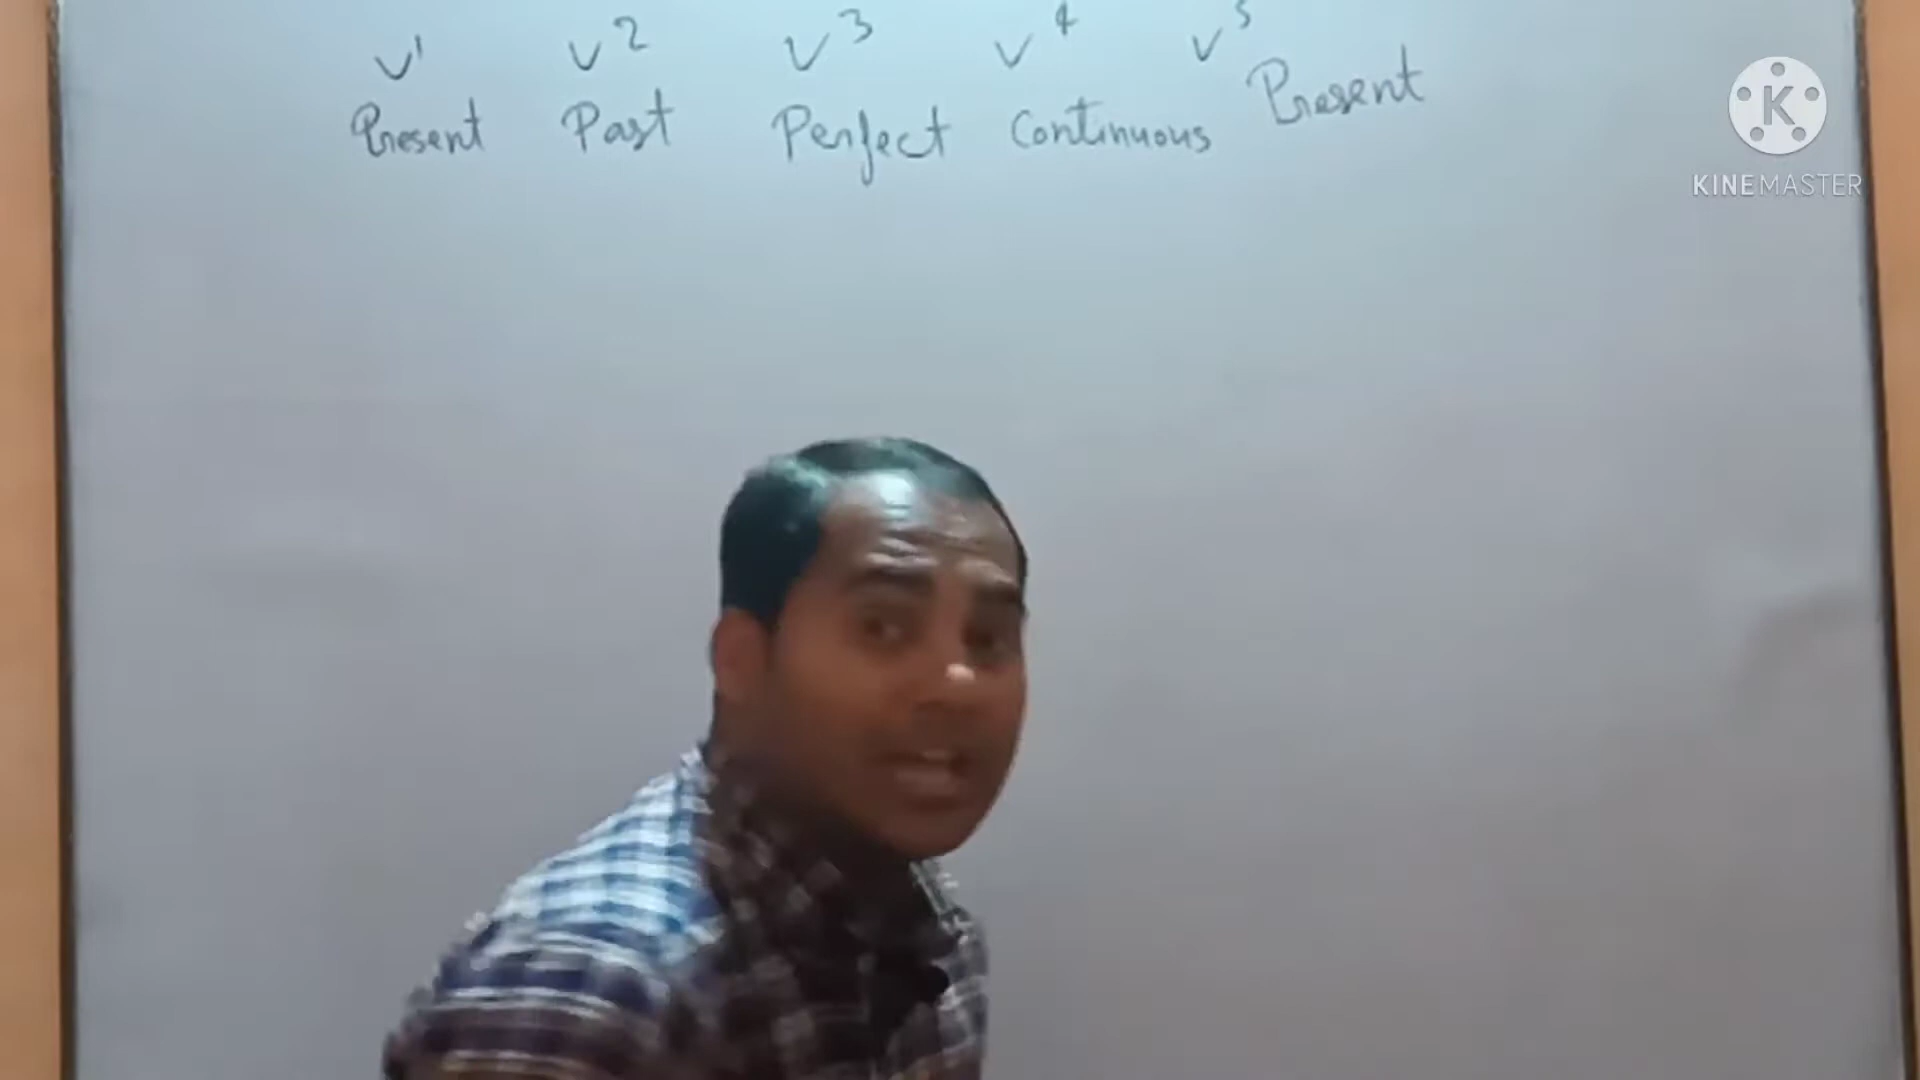 V¹ V² V³ V⁴ V⁵
Present Past Perfect Continuous Present
K
KINEMASTER